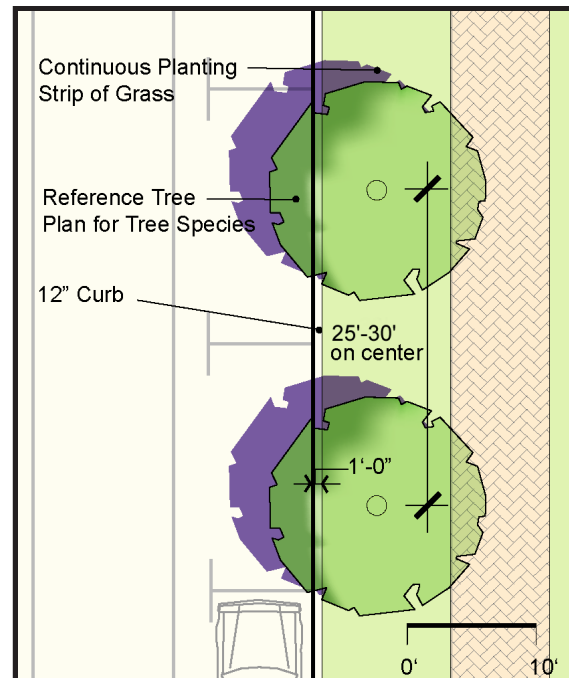 Continuous Planting
Strip of Grass
Reference Tree
Plan for Tree Species
12” Curb
25'-30'
on center
1‘-0”
0‘
10‘